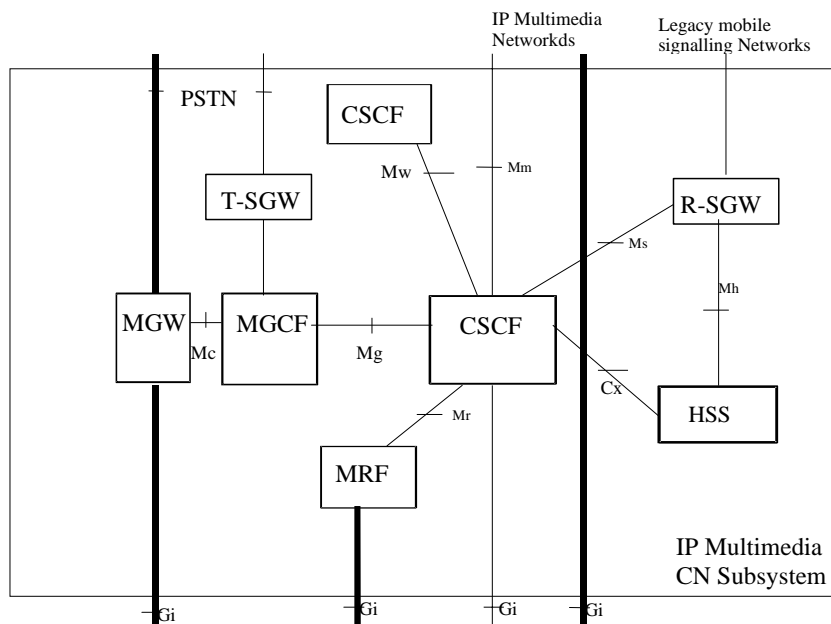 IP Multimedia
Networkds
Legacy mobile
signalling Networks
PSTN
CSCF
Mw
Mm
T-SGW
R-SGW
Ms
Mh
MGW
MGCF
CSCF
Mc
Mg
Cx
HSS
Mr
MRF
IP Multimedia
CN Subsystem
Gi
Gi
Gi
Gi